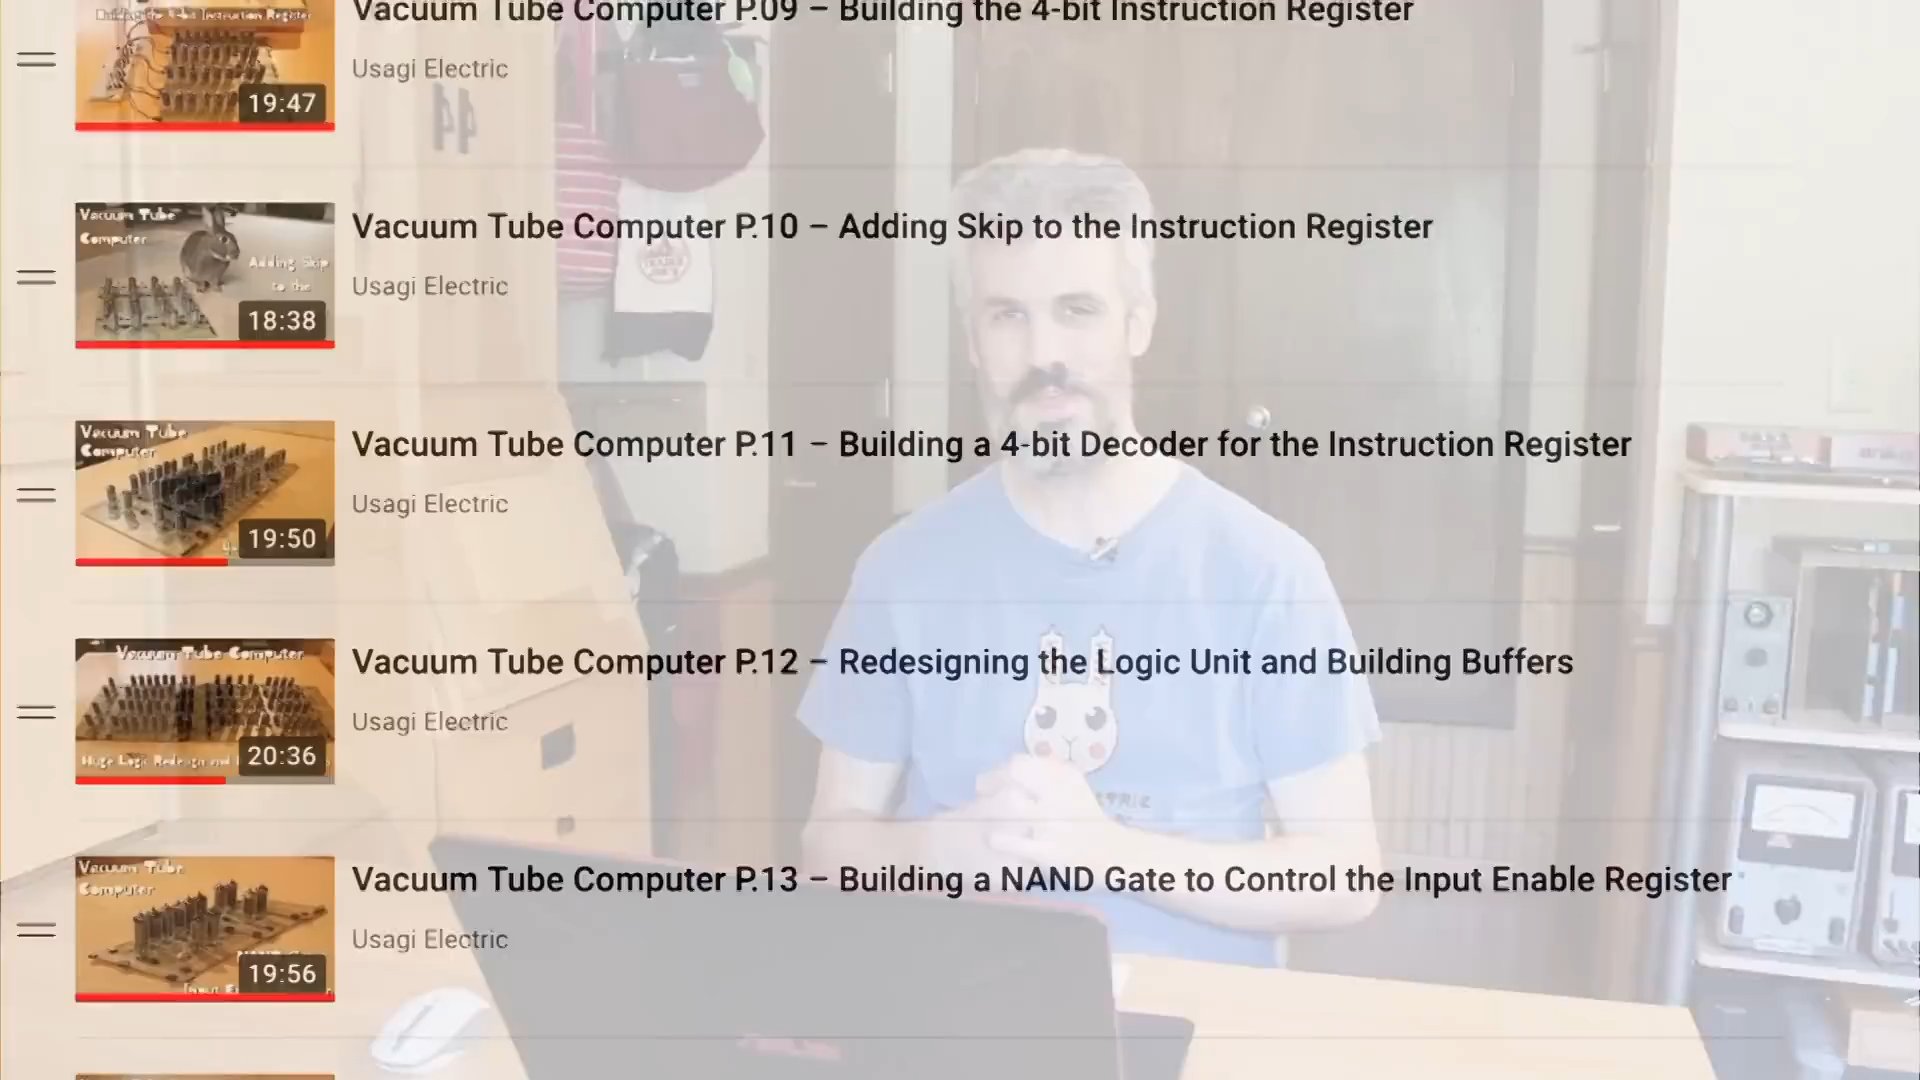 Vacuum Tube Computer P.09 – Building the 4-bit Instruction Register
Usagi Electric
19:47
Vacuum Tube
Computer
Adding Skip
to the
18:38
Vacuum Tube Computer P.10 – Adding Skip to the Instruction Register
Usagi Electric
Vacuum Tube
Computer
19:50
Vacuum Tube Computer P.11 – Building a 4-bit Decoder for the Instruction Register
Usagi Electric
Vacuum Tube Computer
20:36
Vacuum Tube Computer P.12 – Redesigning the Logic Unit and Building Buffers
Usagi Electric
Vacuum Tube
Computer
19:56
Vacuum Tube Computer P.13 – Building a NAND Gate to Control the Input Enable Register
Usagi Electric